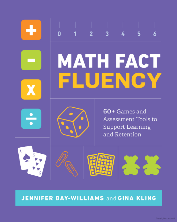 +
0 1 2 3 4 5 6
−
MATH FACT
FLUENCY
x
60+ Games and
Assessment Tools to
Support Learning
and Retention
÷
JENNIFER BAY-WILLIAMS and GINA KLING